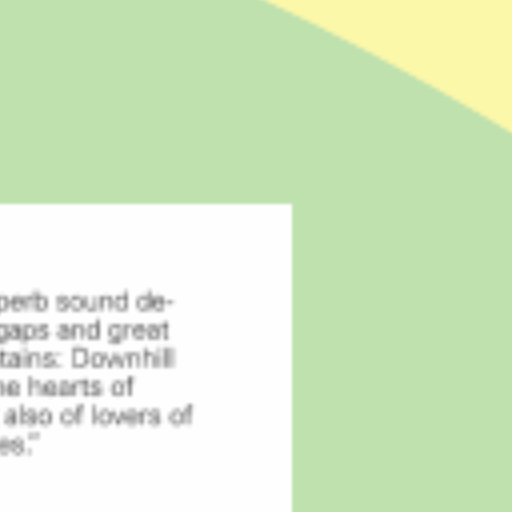 perb sound de-
gaps and great
tains: Downhill
he hearts of
also of lovers of
es."